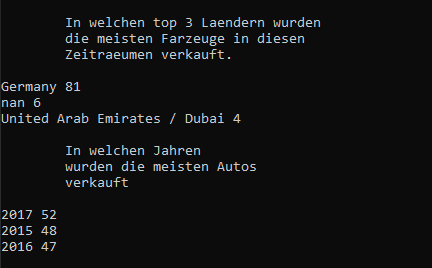 In welchen top 3 Laendern wurden
die meisten Farzeuge in diesen
Zeitraeumen verkauft.
Germany 81
nan 6
United Arab Emirates / Dubai 4
In welchen Jahren
wurden die meisten Autos
verkauft
2017 52
2015 48
2016 47